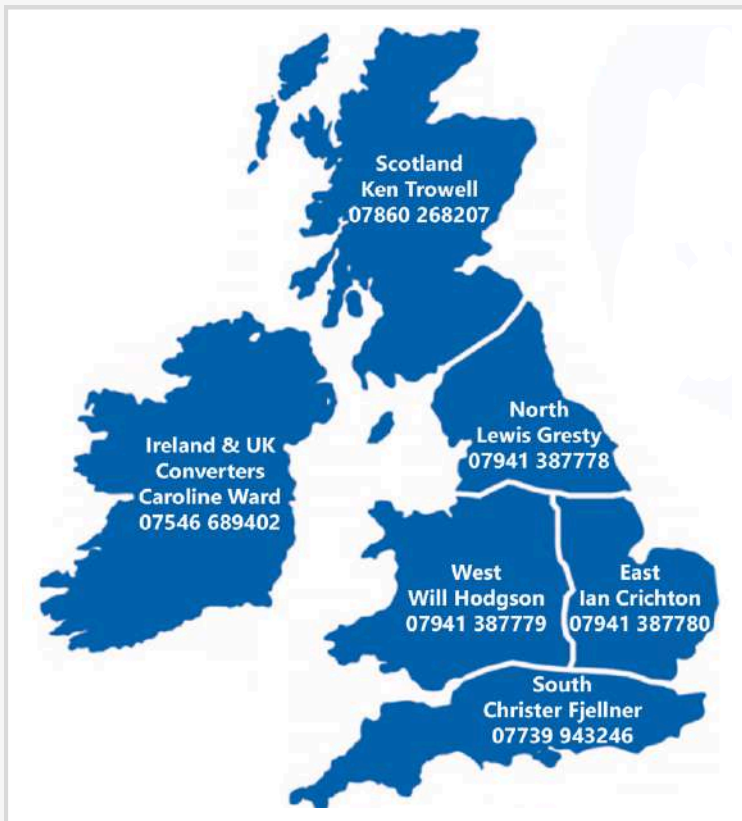 Scotland
Ken Trowell
07860 268207
North
Lewis Gresty
07941 387778
Ireland & UK
Converters
Caroline Ward
07546 689402
West
Will Hodgson
07941 387779
East
Ian Crichton
07941 387780
South
Christer Fjellner
07739 943246